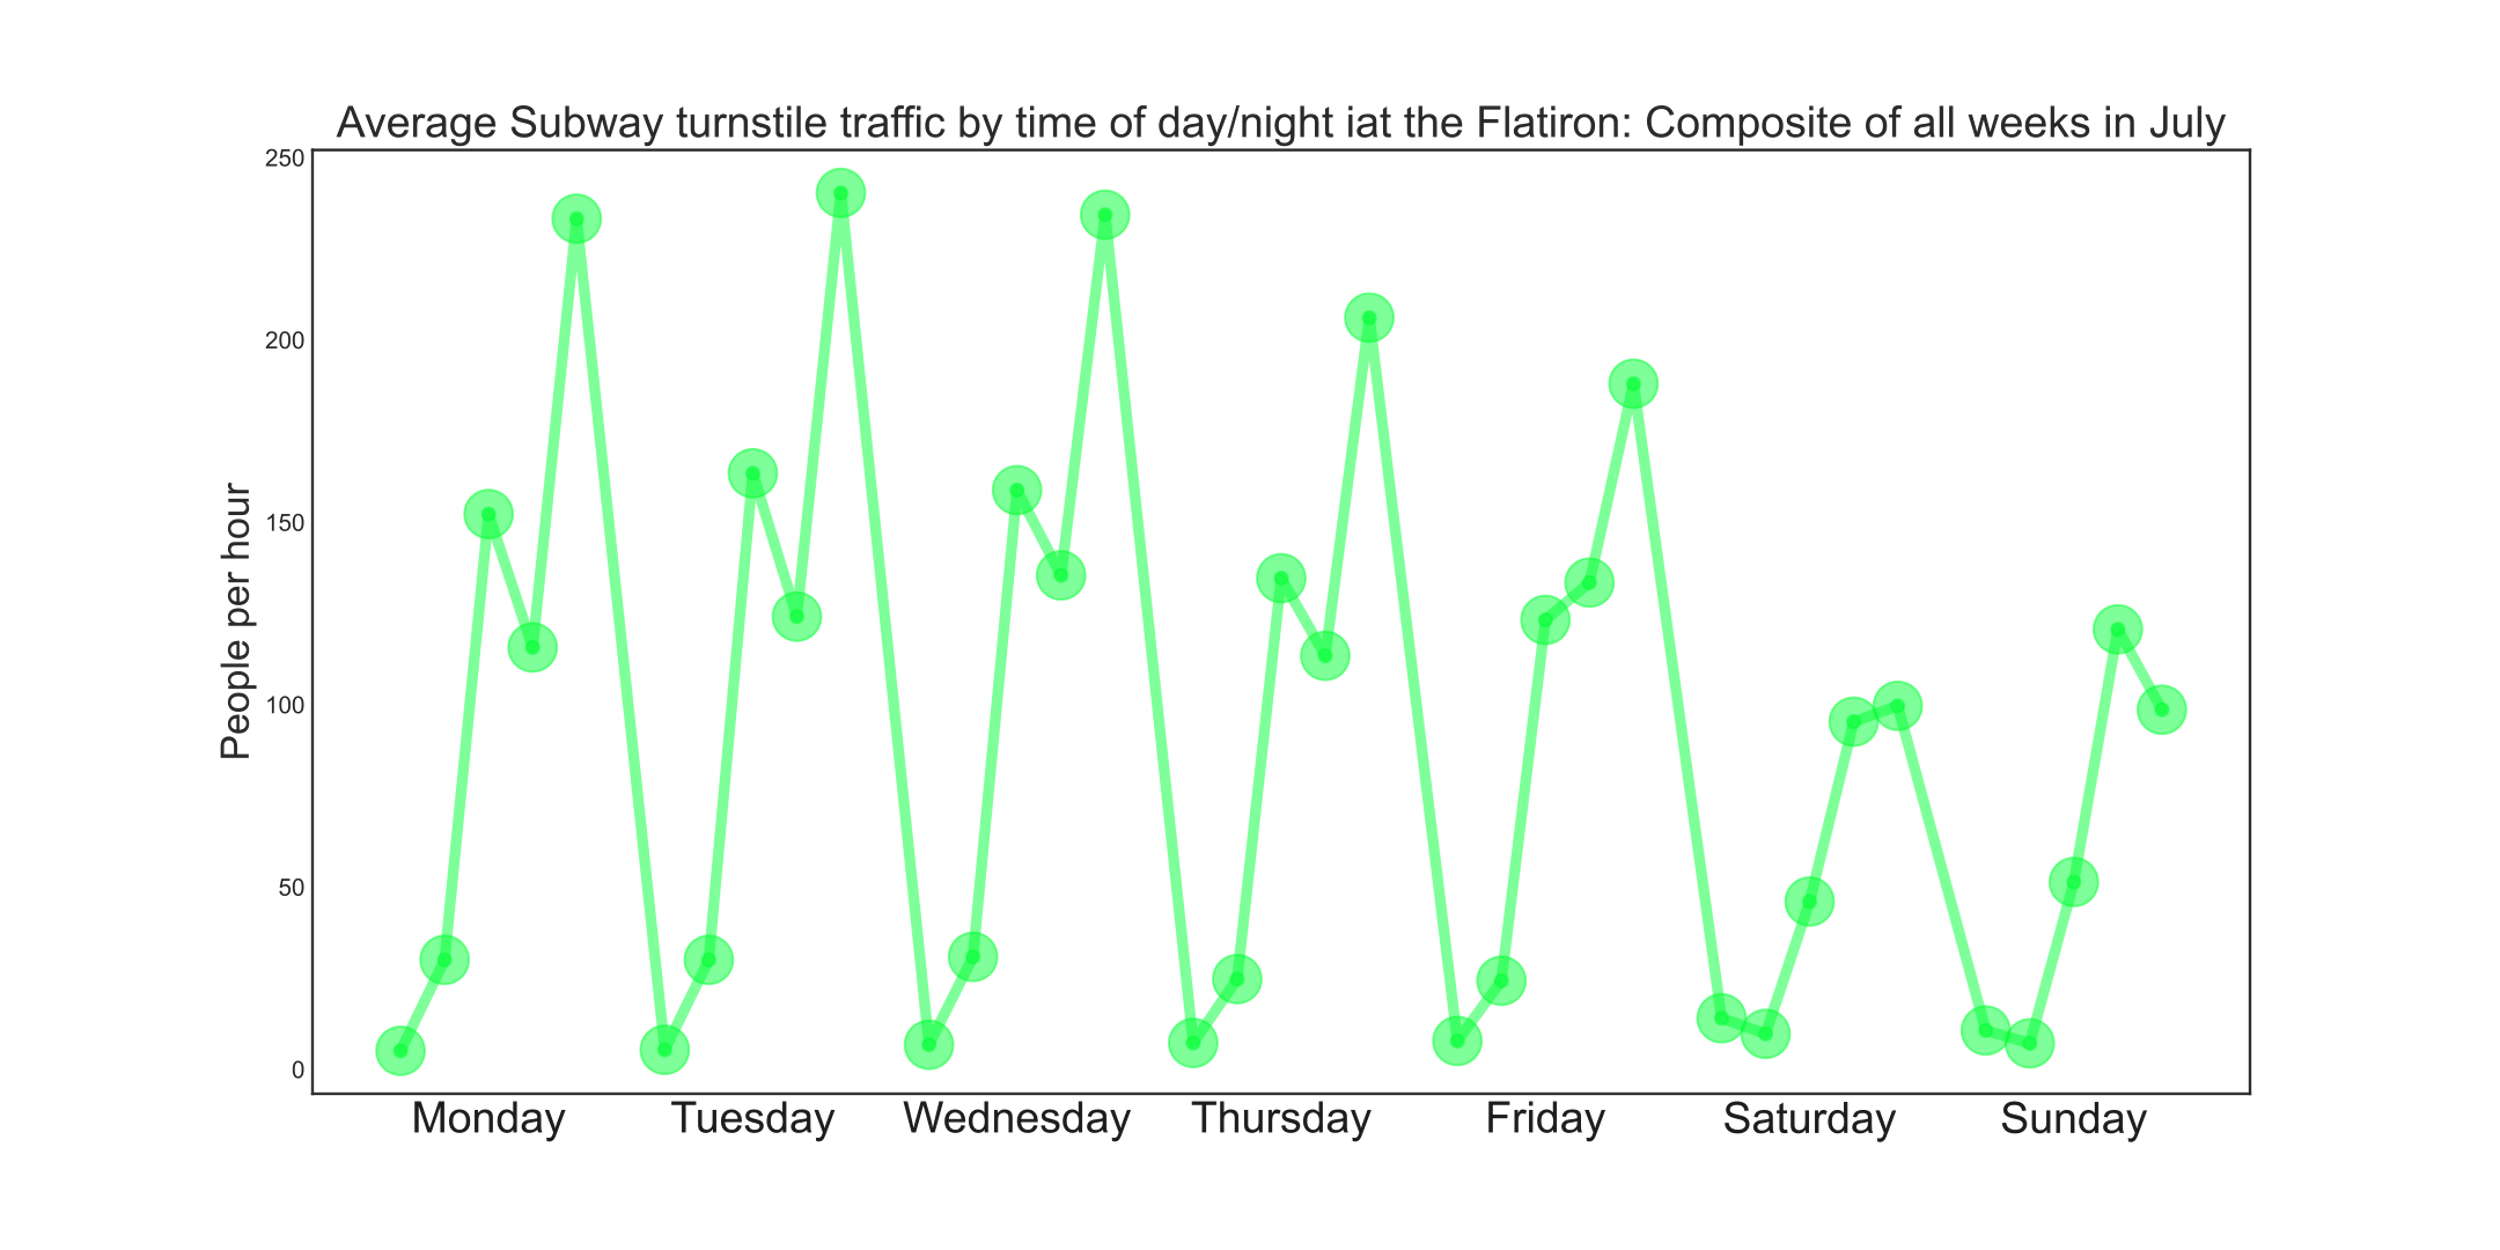 Average Subway turnstile traffic by time of day/night iat the Flatiron: Composite of all weeks in July
250
200
150
100
50
0
People per hour
Monday Tuesday Wednesday Thursday Friday Saturday Sunday